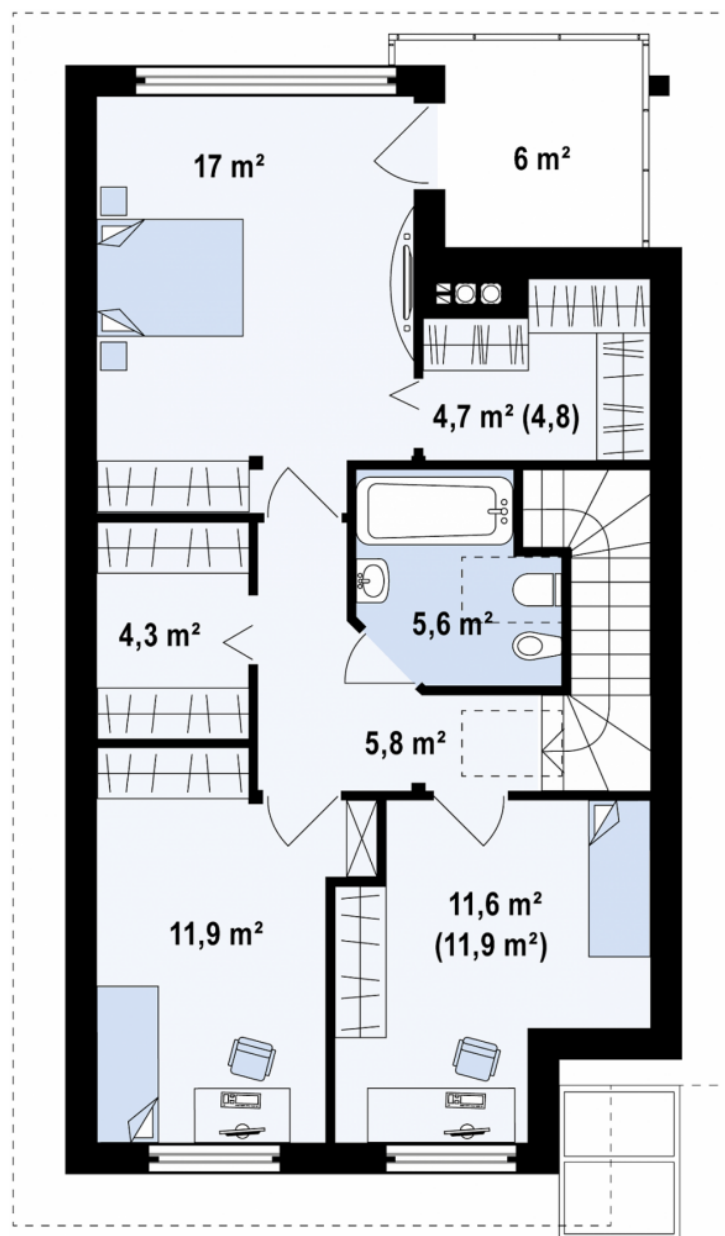 17 m²
6 m²
4,7 m² (4,8)
4,3 m²
5,6 m²
5,8 m²
11,9 m²
11,6 m²
(11,9 m²)